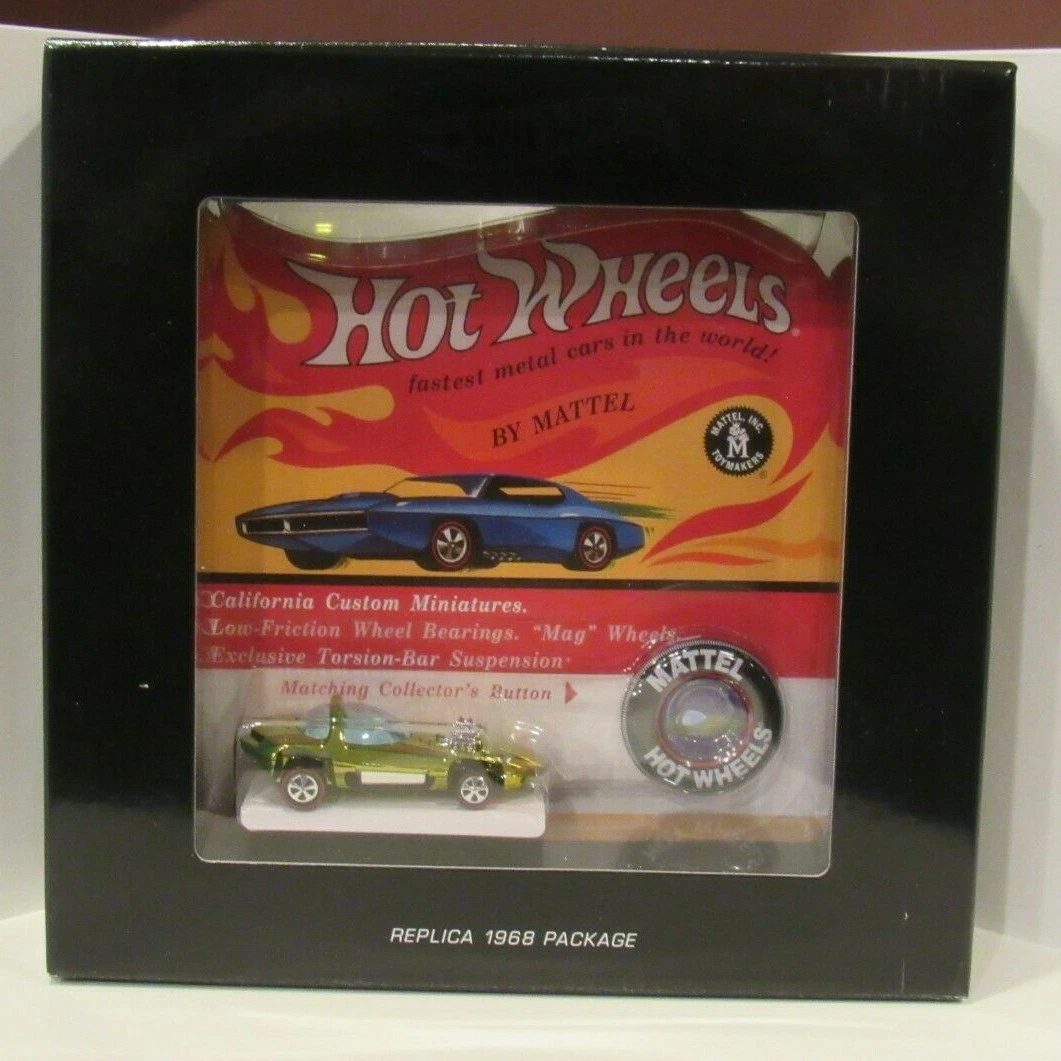 Hot Wheels
fastest metal cars in the world!
BY MATTEL
MATTEL, INC
M
TOYMAKERS
California Custom Miniatures.
Low-Friction Wheel Bearings. "Mag" Wheels.
Exclusive Torsion-Bar Suspension
Matching Collector's Button
MATTEL
HOT WHEELS
REPLICA 1968 PACKAGE